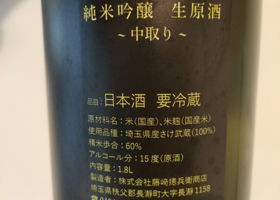 純米吟醸 生原酒
～中取り～
品目：日本酒 要冷蔵
原材料名：米(国産)、米麹(国産米)
使用品種：埼玉県産さけ武蔵(100%)
精米歩合：60%
アルコール分：15度(原酒)
内容量：1.8L
製造者：株式会社藤﨑摠兵衛商店
埼玉県秩父郡長瀞町大字長瀞1158